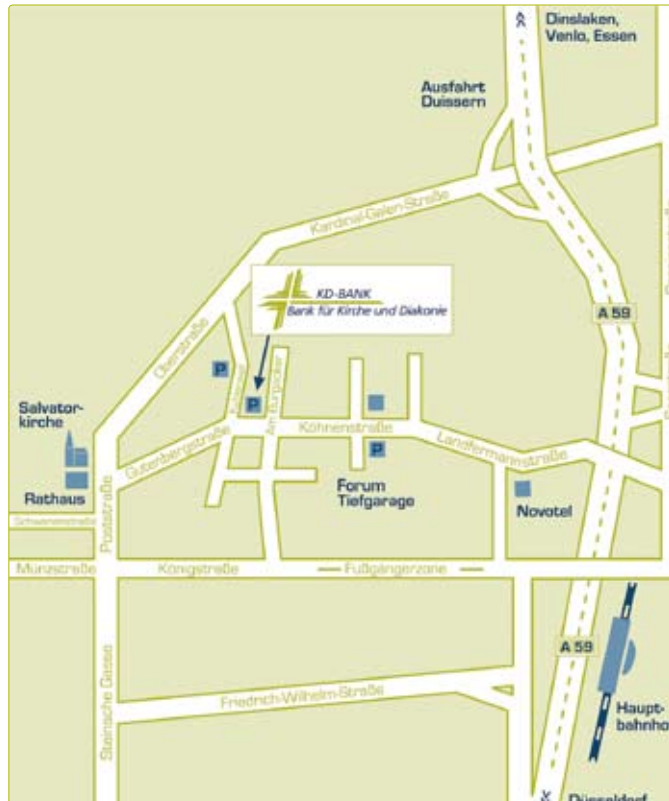 Dinslaken,
Venlo, Essen
Ausfahrt
Duissern
Kardinal-Galen-Straße
KD-BANK
Bank für Kirche und Diakonie
A 59
Oberstraße
P
P
Am Burgacker
Salvator-
kirche
Gutenbergstraße
Köhnenstraße
Landfermannstraße
P
Rathaus
Forum
Tiefgarage
Novotel
Schwanenstraße
Poststraße
Münzstraße
Königstraße
Fußgängerzone
A 59
Steinsche Gasse
Friedrich-Wilhelm-Straße
Haupt-
bahnho
Düsseldorf